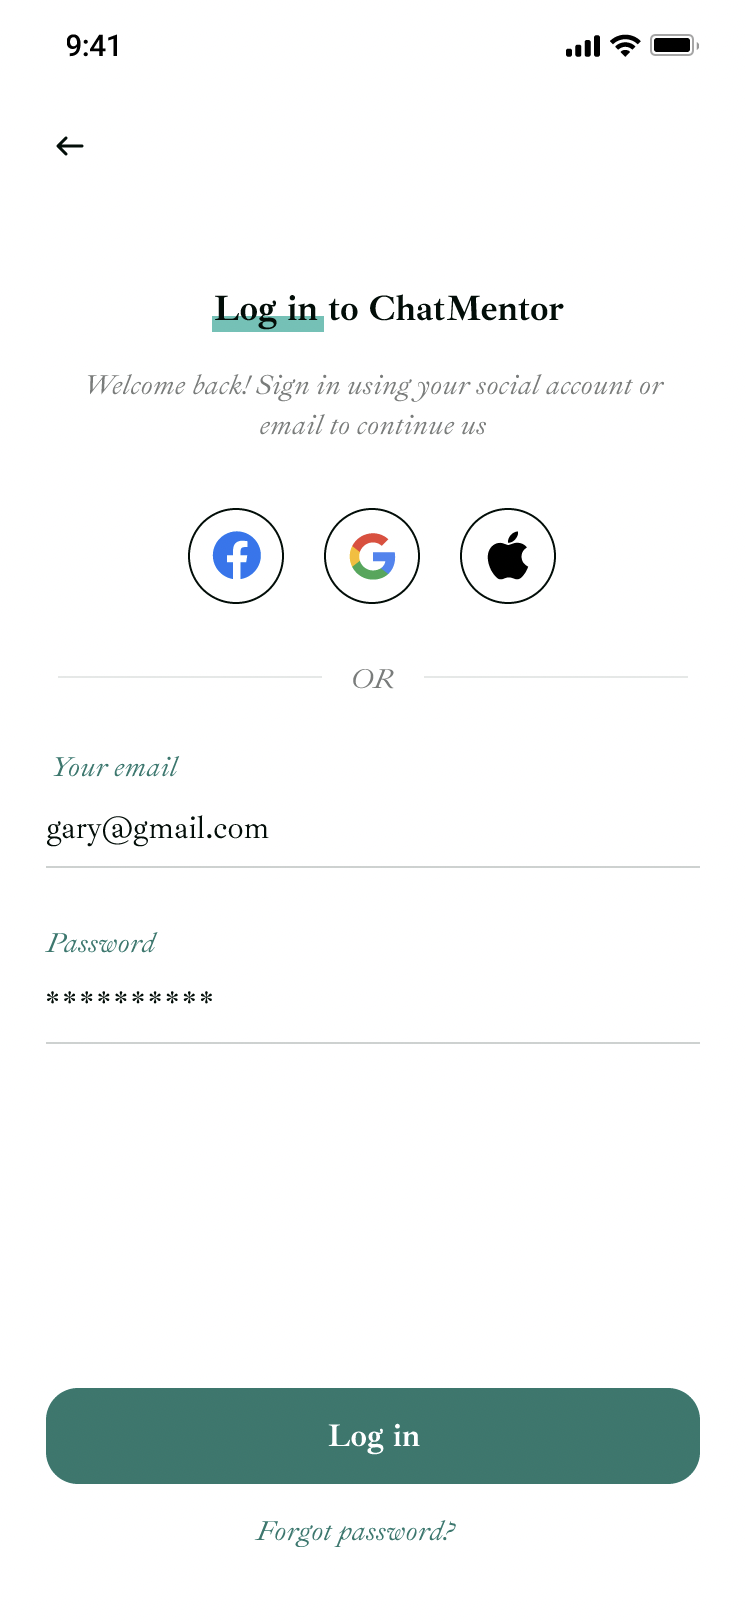 9:41
Log in to ChatMentor
Welcome back! Sign in using your social account or
email to continue us
OR
Your email
gary@gmail.com
Password
**********
Log in
Forgot password?